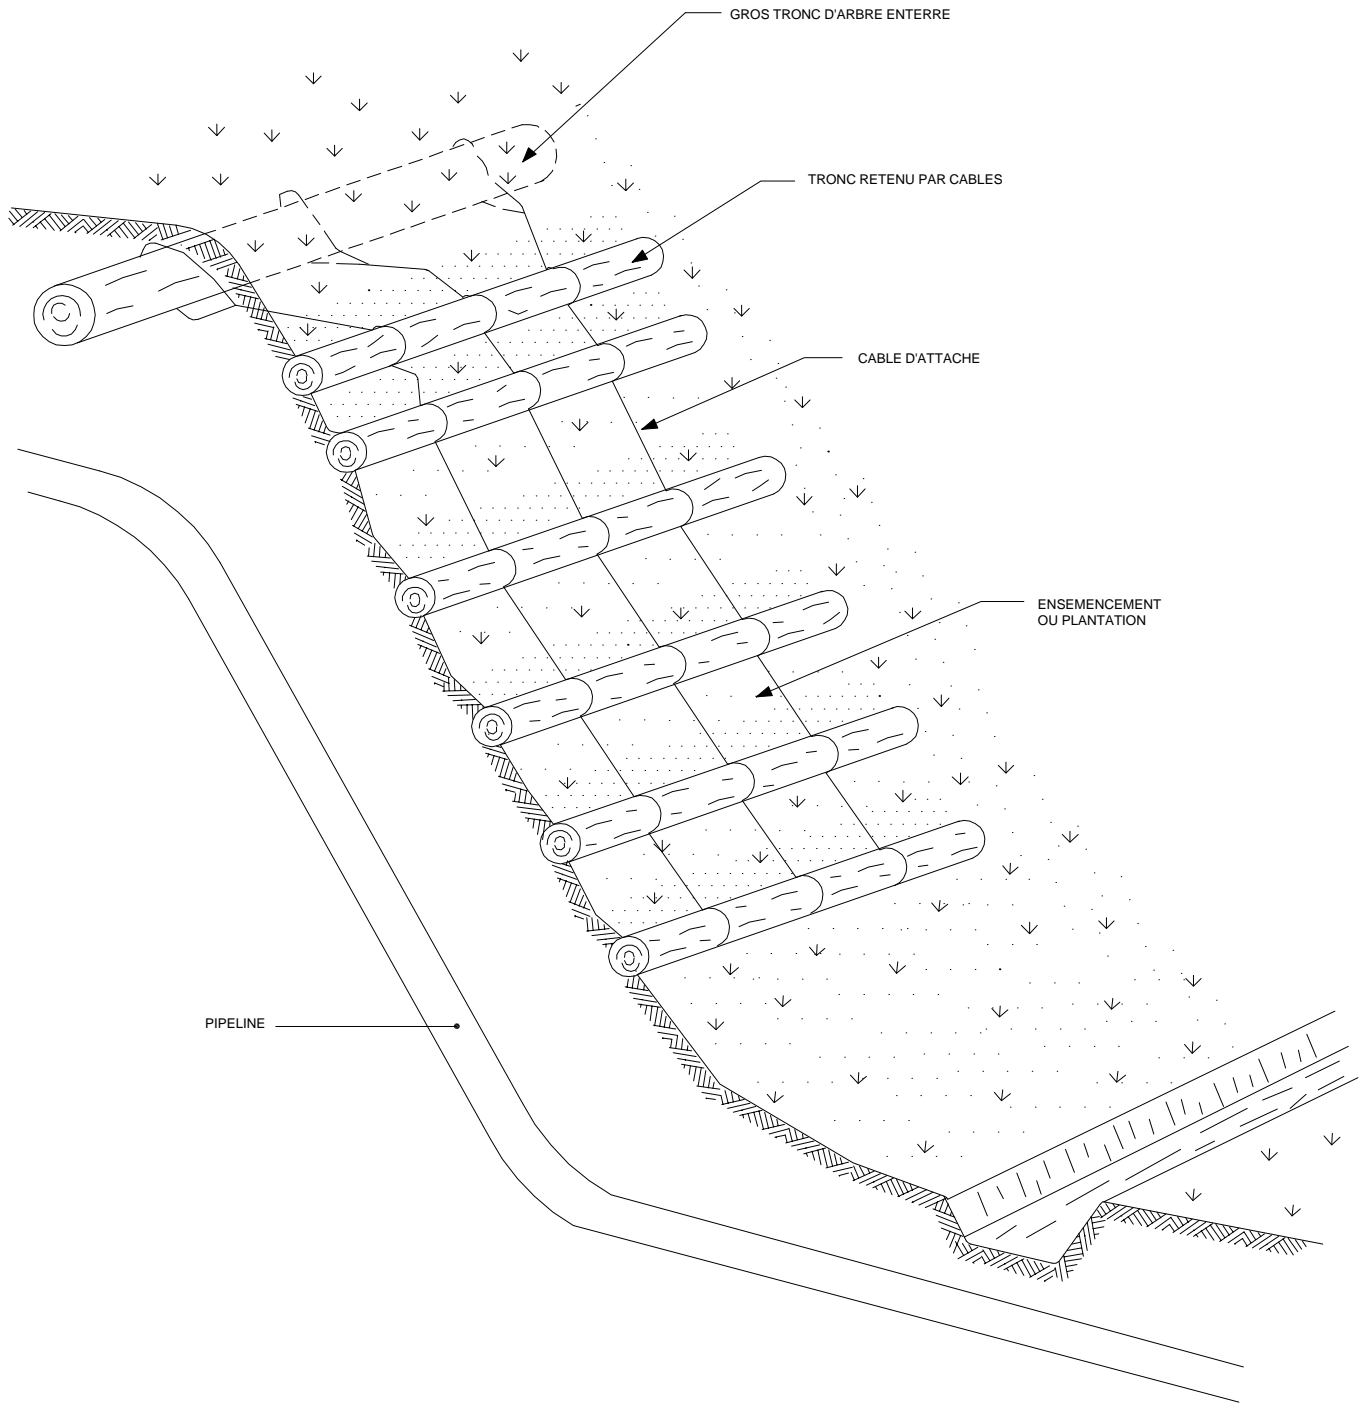 GROS TRONC D'ARBRE ENTERRE
TRONC RETENU PAR CABLES
CABLE D'ATTACHE
ENSEMENCEMENT
OU PLANTATION
PIPELINE